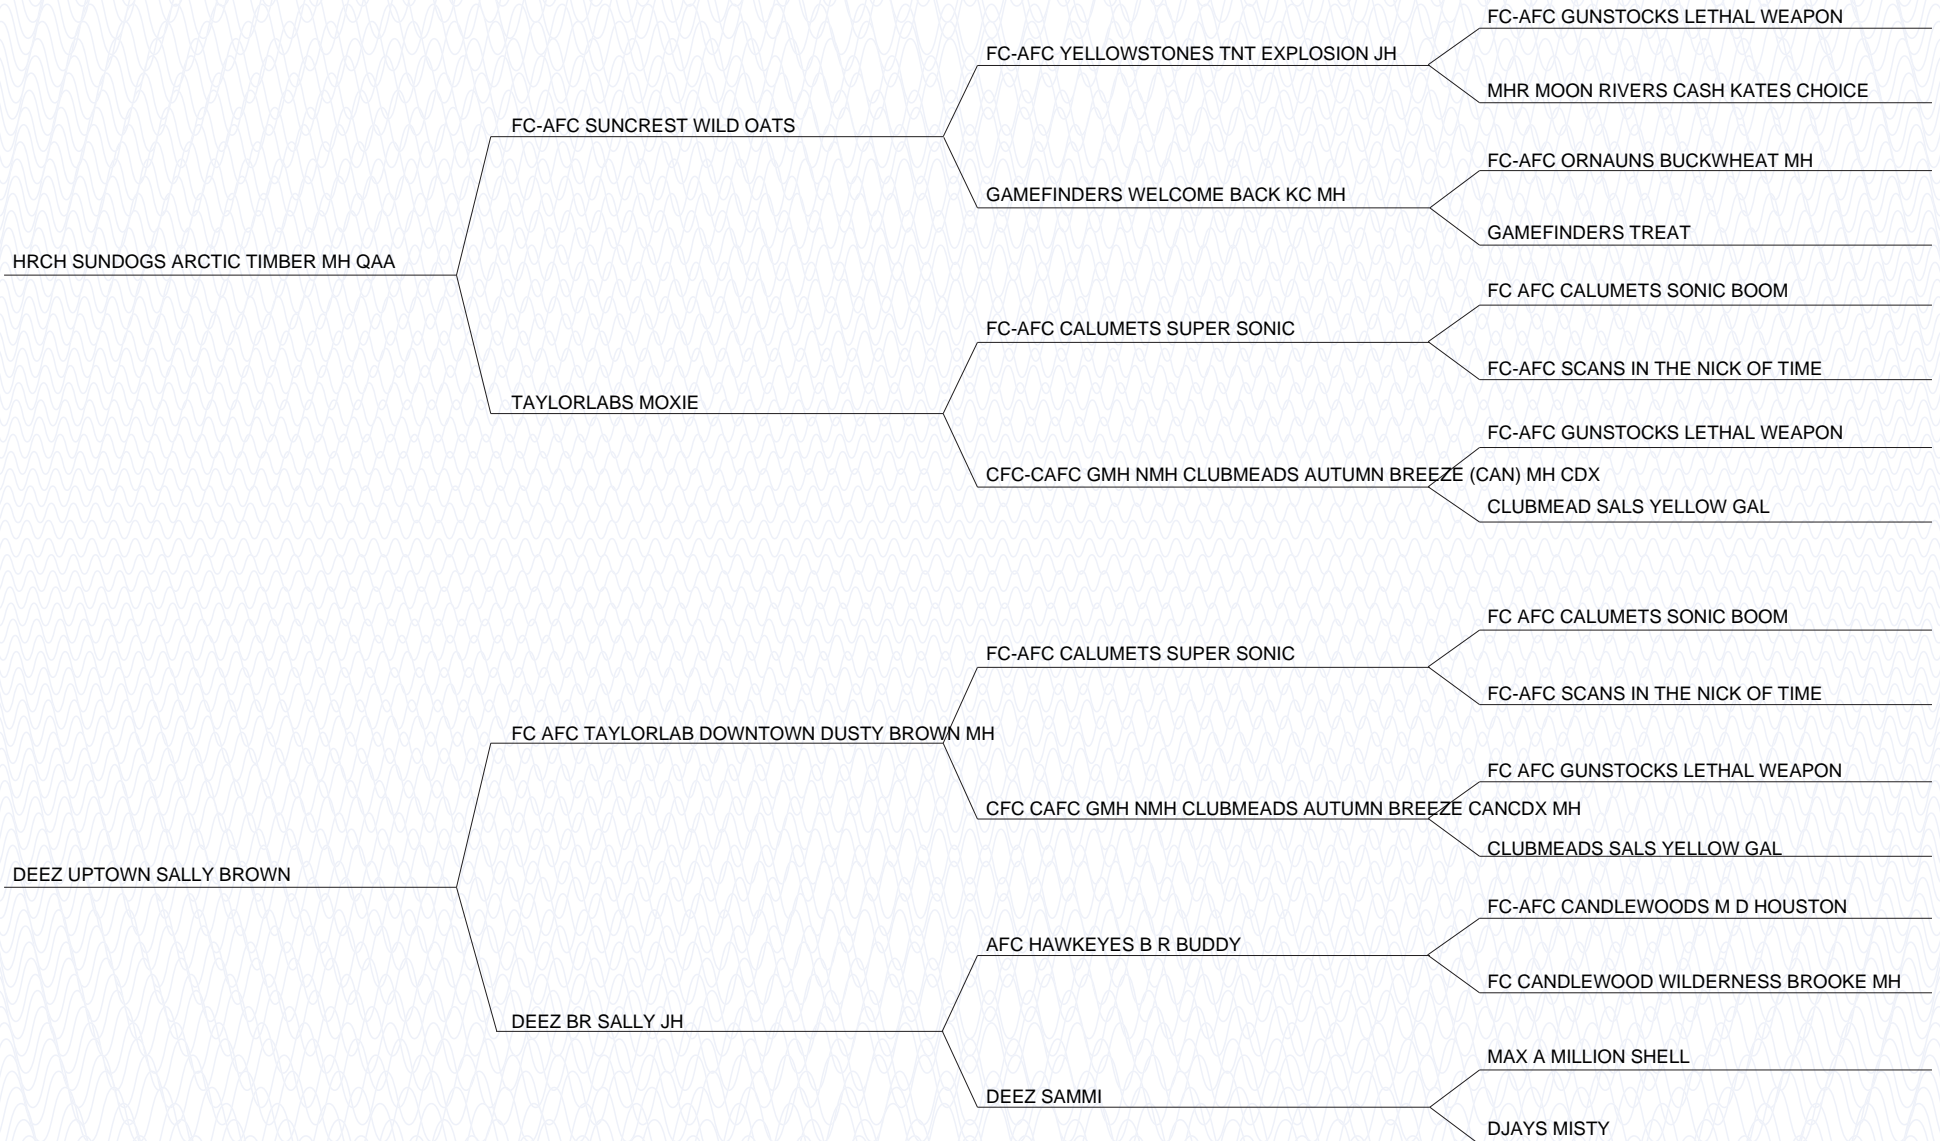 FC-AFC GUNSTOCKS LETHAL WEAPON
FC-AFC YELLOWSTONES TNT EXPLOSION JH
MHR MOON RIVERS CASH KATES CHOICE
FC-AFC SUNCREST WILD OATS
FC-AFC ORNAUNS BUCKWHEAT MH
GAMEFINDERS WELCOME BACK KC MH
GAMEFINDERS TREAT
HRCH SUNDOGS ARCTIC TIMBER MH QAA
FC AFC CALUMETS SONIC BOOM
FC-AFC CALUMETS SUPER SONIC
FC-AFC SCANS IN THE NICK OF TIME
TAYLORLABS MOXIE
FC-AFC GUNSTOCKS LETHAL WEAPON
CFC-CAFC GMH NMH CLUBMEADS AUTUMN BREEZE (CAN) MH CDX
CLUBMEAD SALS YELLOW GAL
FC AFC CALUMETS SONIC BOOM
FC-AFC CALUMETS SUPER SONIC
FC-AFC SCANS IN THE NICK OF TIME
FC AFC TAYLORLAB DOWNTOWN DUSTY BROWN MH
FC AFC GUNSTOCKS LETHAL WEAPON
CFC CAFC GMH NMH CLUBMEADS AUTUMN BREEZE CANCDX MH
CLUBMEADS SALS YELLOW GAL
DEEZ UPTOWN SALLY BROWN
FC-AFC CANDLEWOODS M D HOUSTON
AFC HAWKEYES B R BUDDY
FC CANDLEWOOD WILDERNESS BROOKE MH
DEEZ BR SALLY JH
MAX A MILLION SHELL
DEEZ SAMMI
DJAYS MISTY